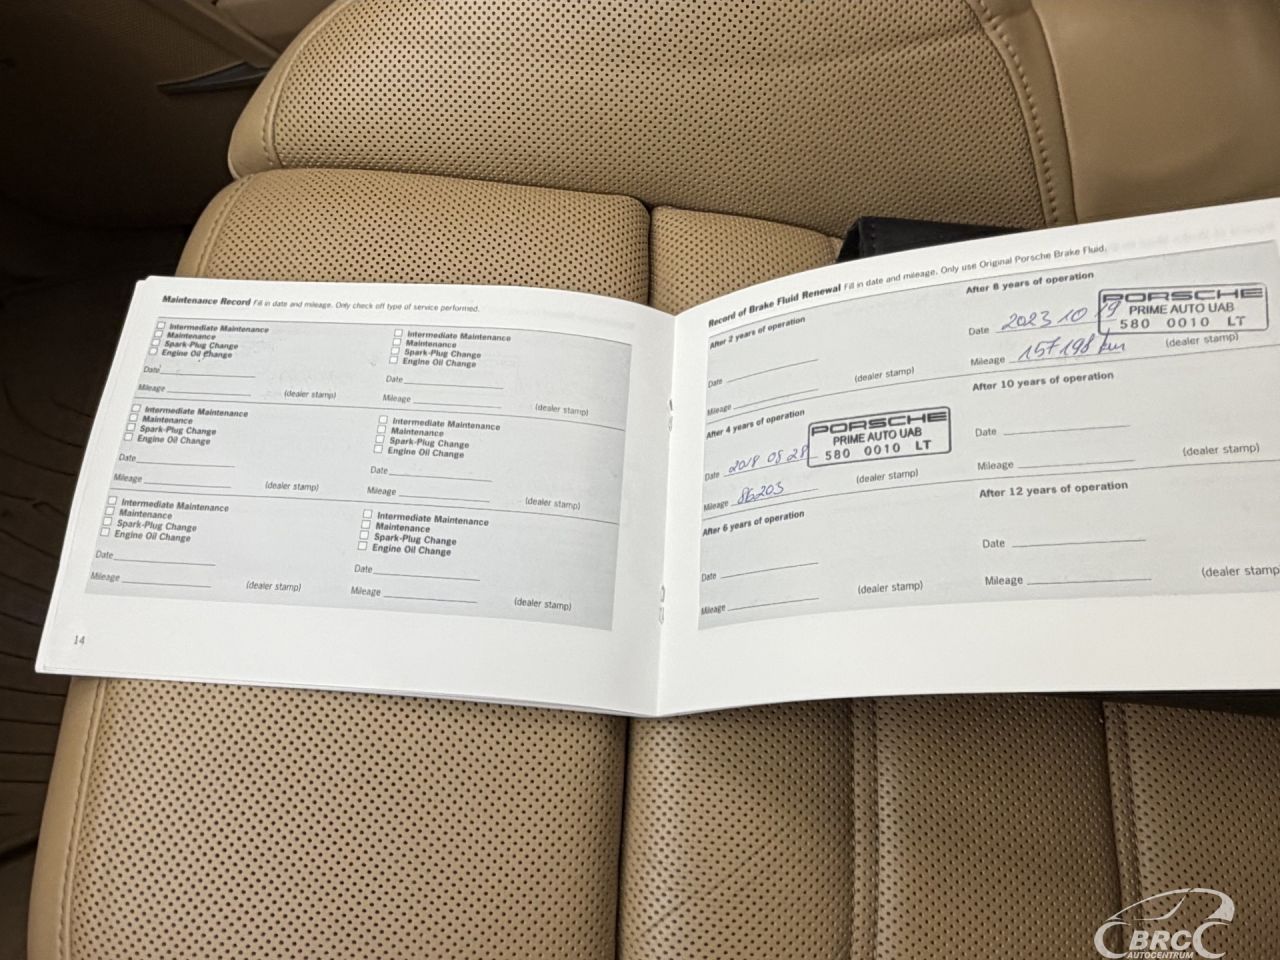 Maintenance Record Fill in date and mileage. Only check off type of service performed.
Intermediate Maintenance
Maintenance
Spark-Plug Change
Engine Oil Change
Date
Mileage
(dealer stamp)
Intermediate Maintenance
Maintenance
Spark-Plug Change
Engine Oil Change
Date
Mileage
(dealer stamp)
Intermediate Maintenance
Maintenance
Spark-Plug Change
Engine Oil Change
Date
Mileage
(dealer stamp)
Intermediate Maintenance
Maintenance
Spark-Plug Change
Engine Oil Change
Date
Mileage
(dealer stamp)
Intermediate Maintenance
Maintenance
Spark-Plug Change
Engine Oil Change
Date
Mileage
(dealer stamp)
Intermediate Maintenance
Maintenance
Spark-Plug Change
Engine Oil Change
Date
Mileage
(dealer stamp)
14
Record of Brake Fluid Renewal Fill in date and mileage. Only use Original Porsche Brake Fluid.
After 2 years of operation
Date
Mileage
(dealer stamp)
After 4 years of operation
Date 2018 08 28
Mileage 86203
PORSCHE
PRIME AUTO UAB
580 0010 LT
(dealer stamp)
After 6 years of operation
Date
Mileage
(dealer stamp)
After 8 years of operation
Date 2023 10 19
Mileage 157198 km
PORSCHE
PRIME AUTO UAB
580 0010 LT
(dealer stamp)
After 10 years of operation
Date
Mileage
(dealer stamp)
After 12 years of operation
Date
Mileage
(dealer stamp)
BRC
AUTOCENTRUM